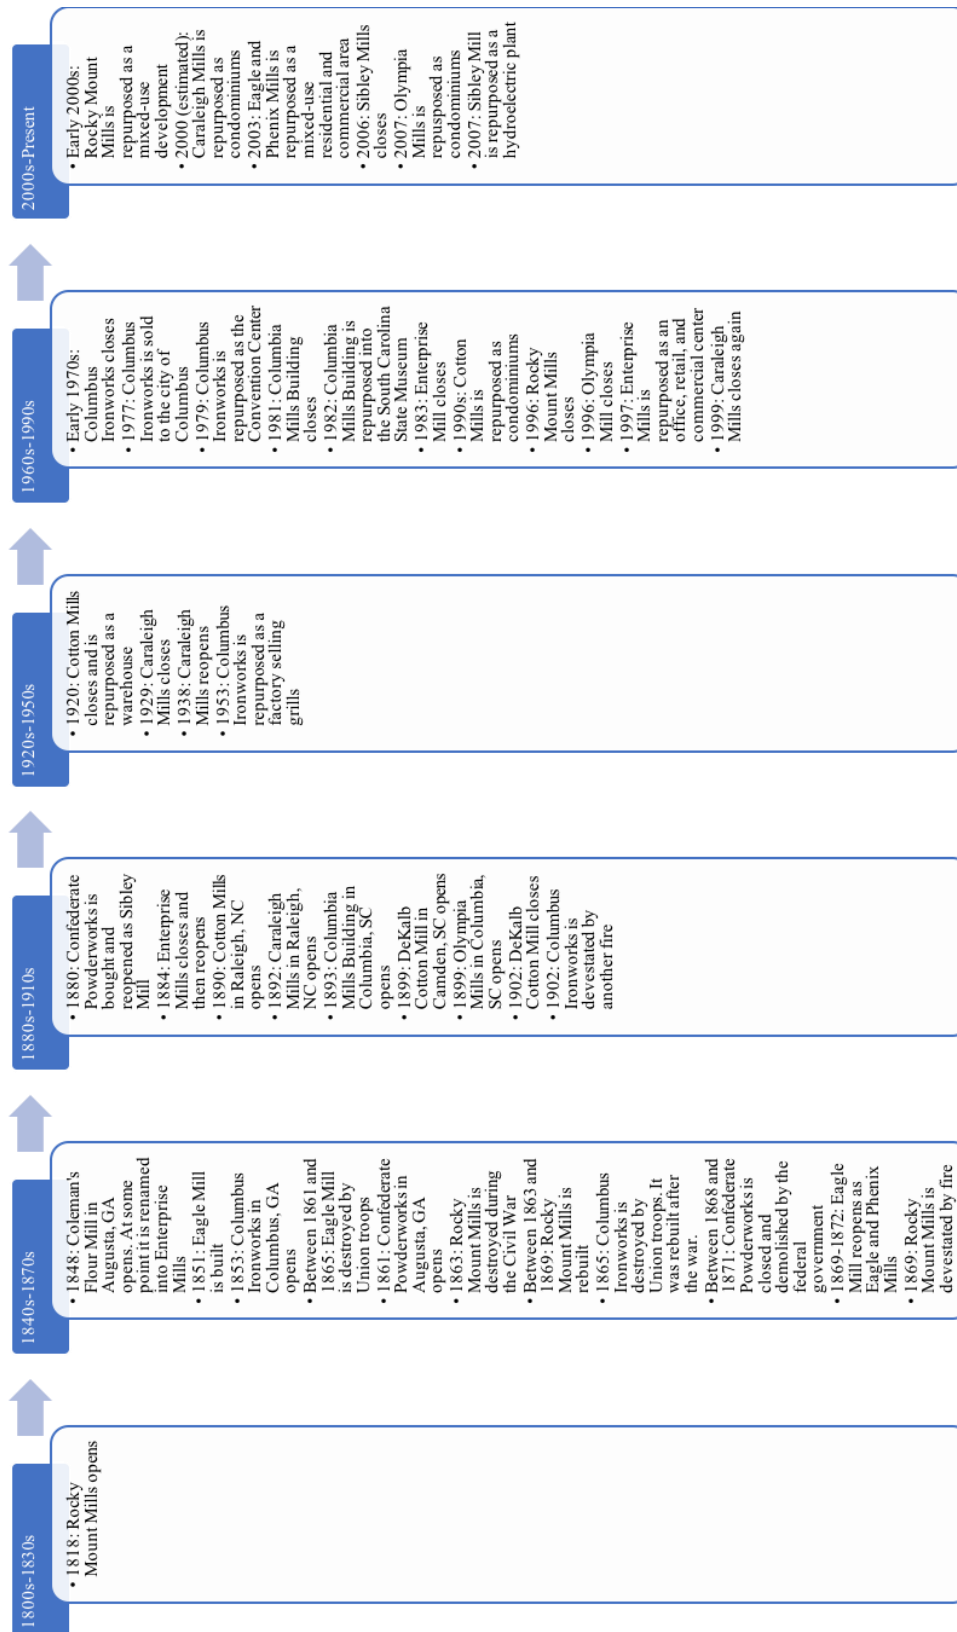 1800s-1830s
• 1818: Rocky
Mount Mills opens
1840s-1870s
• 1848: Coleman's
Flour Mill in
Augusta, GA
opens. At some
point it is renamed
into Enterprise
Mills
• 1851: Eagle Mill
is built
• 1853: Columbus
Ironworks in
Columbus, GA
opens
• Between 1861 and
1865: Eagle Mill
is destroyed by
Union troops
• 1861: Confederate
Powderworks in
Augusta, GA
opens
• 1863: Rocky
Mount Mills is
destroyed during
the Civil War
• Between 1863 and
1869: Rocky
Mount Mills is
rebuilt
• 1865: Columbus
Ironworks is
destroyed by
Union troops. It
was rebuilt after
the war.
• Between 1868 and
1871: Confederate
Powderworks is
closed and
demolished by the
federal
government
• 1869-1872: Eagle
Mill reopens as
Eagle and Phenix
Mills
• 1869: Rocky
Mount Mills is
devestated by fire
1880s-1910s
• 1880: Confederate
Powderworks is
bought and
reopened as Sibley
Mill
• 1884: Enterprise
Mills closes and
then reopens
• 1890: Cotton Mills
in Raleigh, NC
opens
• 1892: Caraleigh
Mills in Raleigh,
NC opens
• 1893: Columbia
Mills Building in
Columbia, SC
opens
• 1899: DeKalb
Cotton Mill in
Camden, SC opens
• 1899: Olympia
Mills in Columbia,
SC opens
• 1902: DeKalb
Cotton Mill closes
• 1902: Columbus
Ironworks is
devestated by
another fire
1920s-1950s
• 1920: Cotton Mills
closes and is
repurposed as a
warehouse
• 1929: Caraleigh
Mills closes
• 1938: Caraleigh
Mills reopens
• 1953: Columbus
Ironworks is
repurposed as a
factory selling
grills
1960s-1990s
• Early 1970s:
Columbus
Ironworks closes
• 1977: Columbus
Ironworks is sold
to the city of
Columbus
• 1979: Columbus
Ironworks is
repurposed as the
Convention Center
• 1981: Columbia
Mills Building
closes
• 1982: Columbia
Mills Building is
repurposed into
the South Carolina
State Museum
• 1983: Enterprise
Mill closes
• 1990s: Cotton
Mills is
repurposed as
condominiums
• 1996: Rocky
Mount Mills
closes
• 1996: Olympia
Mill closes
• 1997: Enterprise
Mills is
repurposed as an
office, retail, and
commercial center
• 1999: Caraleigh
Mills closes again
2000s-Present
• Early 2000s:
Rocky Mount
Mills is
repurposed as a
mixed-use
development
• 2000 (estimated):
Caraleigh Mills is
repurposed as
condominiums
• 2003: Eagle and
Phenix Mills is
repurposed as a
mixed-use
residential and
commercial area
• 2006: Sibley Mills
closes
• 2007: Olympia
Mills is
repusposed as
condominiums
• 2007: Sibley Mill
is repurposed as a
hydroelectric plant